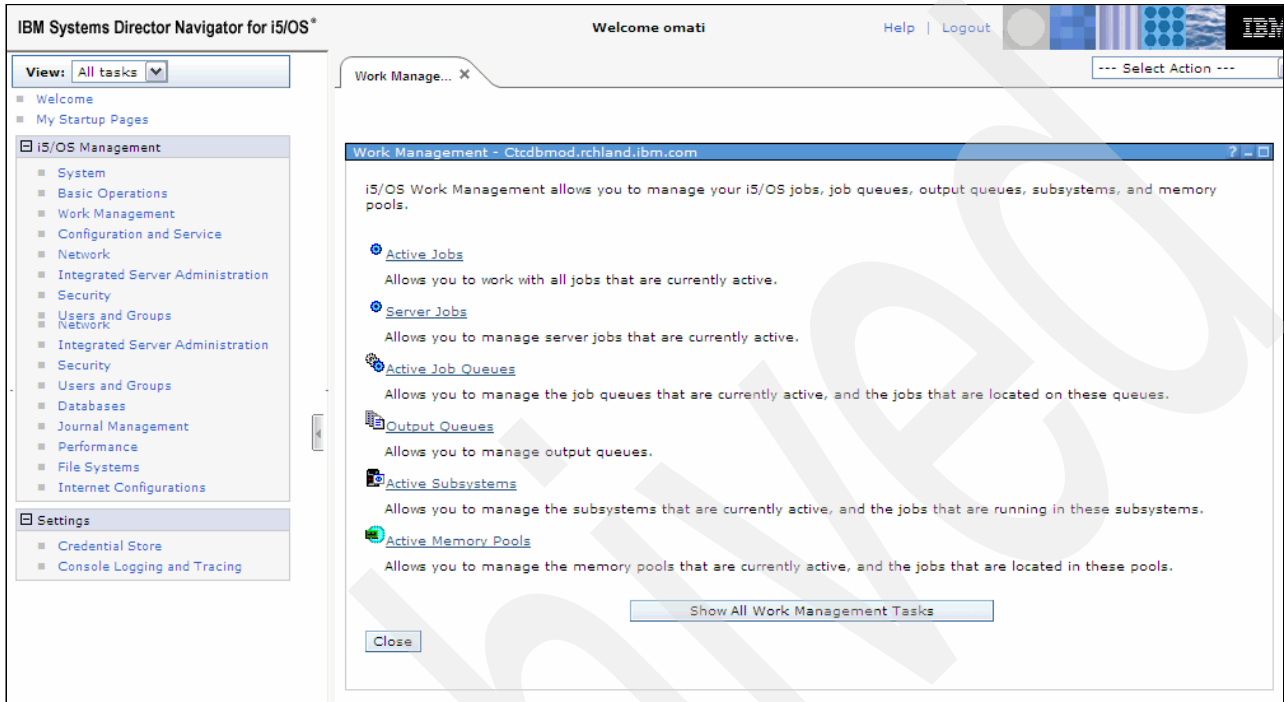 IBM Systems Director Navigator for i5/OS®
Welcome omati
Help | Logout
IBM
View: All tasks
Welcome
My Startup Pages
i5/OS Management
System
Basic Operations
Work Management
Configuration and Service
Network
Integrated Server Administration
Security
Users and Groups
Network
Integrated Server Administration
Security
Users and Groups
Databases
Journal Management
Performance
File Systems
Internet Configurations
Settings
Credential Store
Console Logging and Tracing
Work Manage... X
--- Select Action ---
Work Management - Ctcdbmod.rchland.ibm.com
?
i5/OS Work Management allows you to manage your i5/OS jobs, job queues, output queues, subsystems, and memory
pools.
Active Jobs
Allows you to work with all jobs that are currently active.
Server Jobs
Allows you to manage server jobs that are currently active.
Active Job Queues
Allows you to manage the job queues that are currently active, and the jobs that are located on these queues.
Output Queues
Allows you to manage output queues.
Active Subsystems
Allows you to manage the subsystems that are currently active, and the jobs that are running in these subsystems.
Active Memory Pools
Allows you to manage the memory pools that are currently active, and the jobs that are located in these pools.
Show All Work Management Tasks
Close
hived